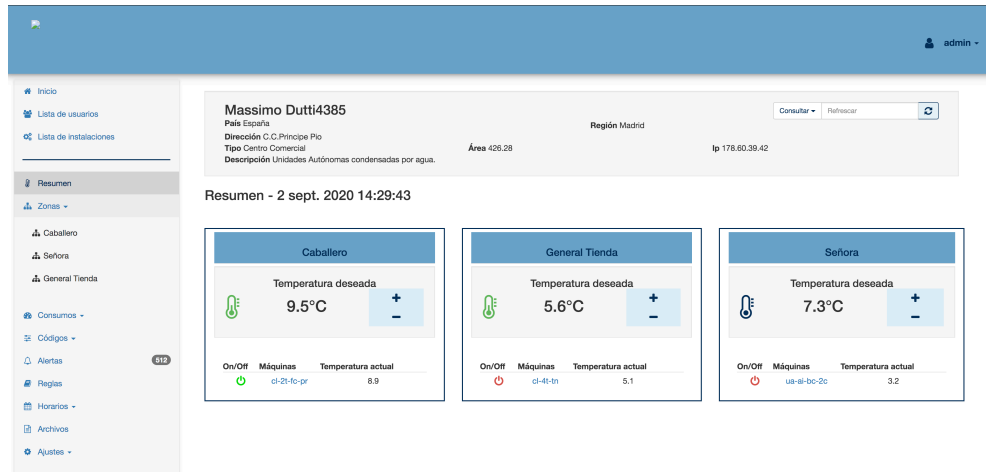 admin
Inicio
Lista de usuarios
Lista de instalaciones
Resumen
Zonas
Caballero
Señora
General Tienda
Consumos
Códigos
Alertas 512
Reglas
Horarios
Archivos
Ajustes
Massimo Dutti4385
Consultar Refrescar
País España Región Madrid
Dirección C.C.Principe Pio
Tipo Centro Comercial Área 426.28 Ip 178.60.39.42
Descripción Unidades Autónomas condensadas por agua.
Resumen - 2 sept. 2020 14:29:43
Caballero
Temperatura deseada
9.5°C + −
On/Off Máquinas Temperatura actual
cl-2t-fc-pr 8.9
General Tienda
Temperatura deseada
5.6°C + −
On/Off Máquinas Temperatura actual
cl-4t-tn 5.1
Señora
Temperatura deseada
7.3°C + −
On/Off Máquinas Temperatura actual
ua-ai-bc-2c 3.2